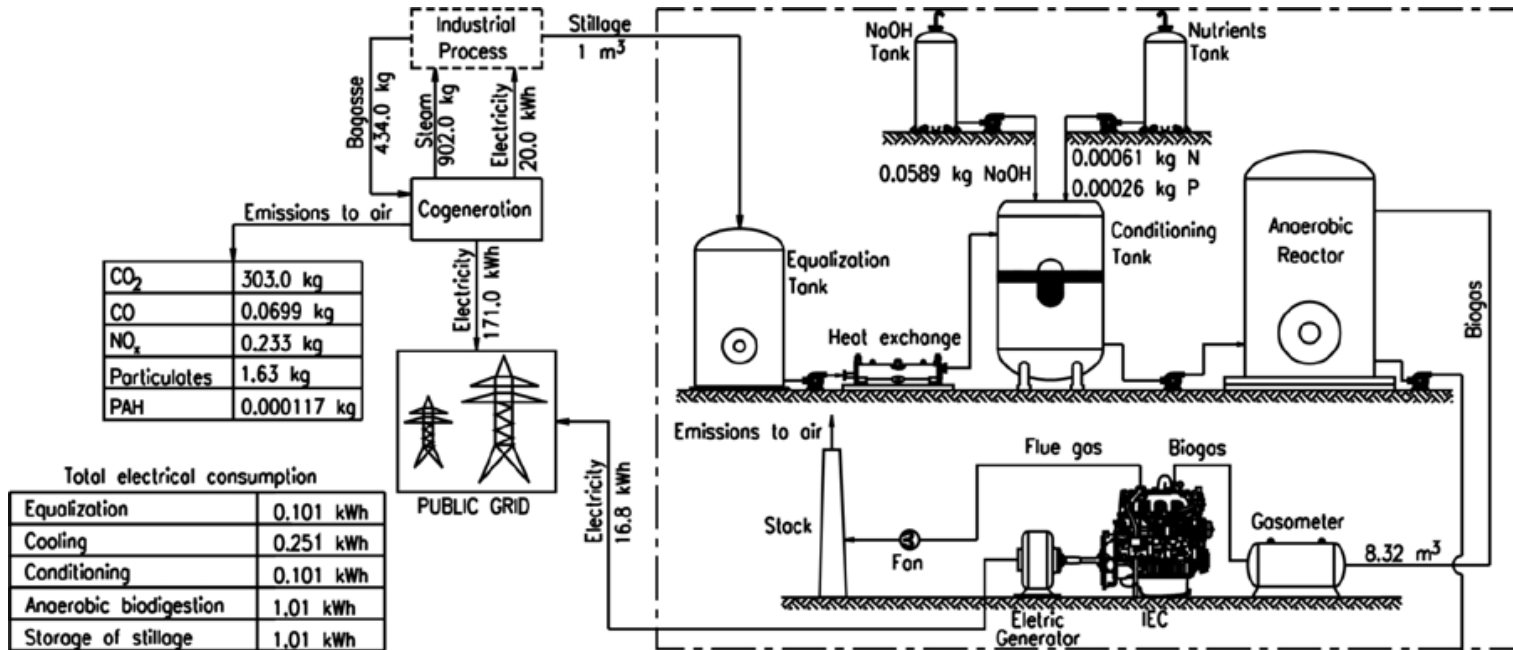 Industrial
Process
Stillage
1 m³
Bagasse
434.0 kg
Steam
902.0 kg
Electricity
20.0 kWh
Cogeneration
Emissions to air
CO₂ 303.0 kg
CO 0.0699 kg
NOₓ 0.233 kg
Particulates 1.63 kg
PAH 0.000117 kg
Electricity
171.0 kWh
PUBLIC GRID
Total electrical consumption
Equalization 0.101 kWh
Cooling 0.251 kWh
Conditioning 0.101 kWh
Anaerobic biodigestion 1.01 kWh
Storage of stillage 1.01 kWh
NaOH
Tank
Nutrients
Tank
0.0589 kg NaOH
0.00061 kg N
0.00026 kg P
Equalization
Tank
Heat exchange
Conditioning
Tank
Anaerobic
Reactor
Biogas
Emissions to air
Flue gas
Biogas
Stack
Fan
Gasometer
8.32 m³
Eletric
Generator
IEC
Electricity
16.8 kWh